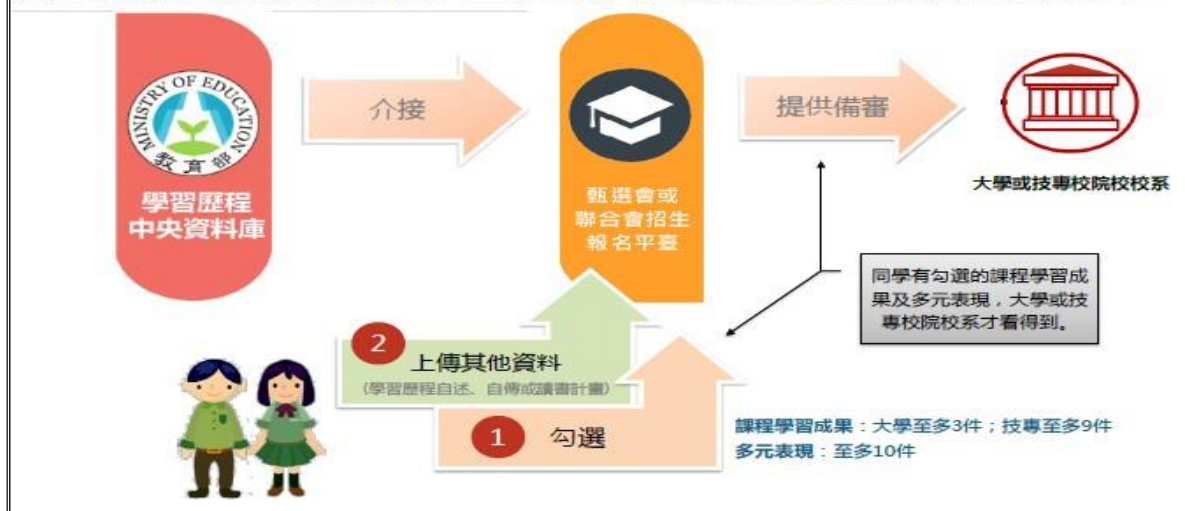 MINISTRY OF EDUCATION
教育部
學習歷程
中央資料庫
介接
甄選會或
聯合會招生
報名平臺
提供備審
大學或技專校院校系
同學有勾選的課程學習成
果及多元表現，大學或技
專校院校系才看得到。
2
上傳其他資料
(學習歷程自述、自傳或讀書計畫)
1
勾選
課程學習成果：大學至多3件；技專至多9件
多元表現：至多10件